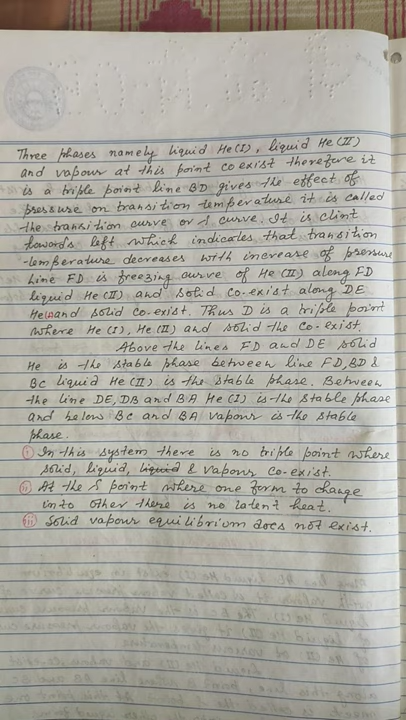 Three phases namely liquid He(I), liquid He(II)
and vapour at this point co exist therefore it
is a triple point line BD gives the effect of
pressure on transition temperature it is called
the transition curve or λ curve. It is clint
towards left which indicates that transition
temperature decreases with increase of pressure
Line FD is freezing curve of He(II) along FD
liquid He(II) and solid co-exist along DE
He(I) and solid co-exist. Thus D is a triple point
where He(I), He(II) and solid the Co-exist.
Above the lines FD and DE solid
He is the stable phase between line FD, BD &
BC liquid He(II) is the stable phase. Between
the line DE, DB and BA He(I) is the stable phase
and below BC and BA vapour is the stable
phase.
(i) In this system there is no triple point where
solid, liquid, liquid & vapour co-exist.
(ii) At the point where one form to change
into other there is no latent heat.
(iii) Solid vapour equilibrium does not exist.